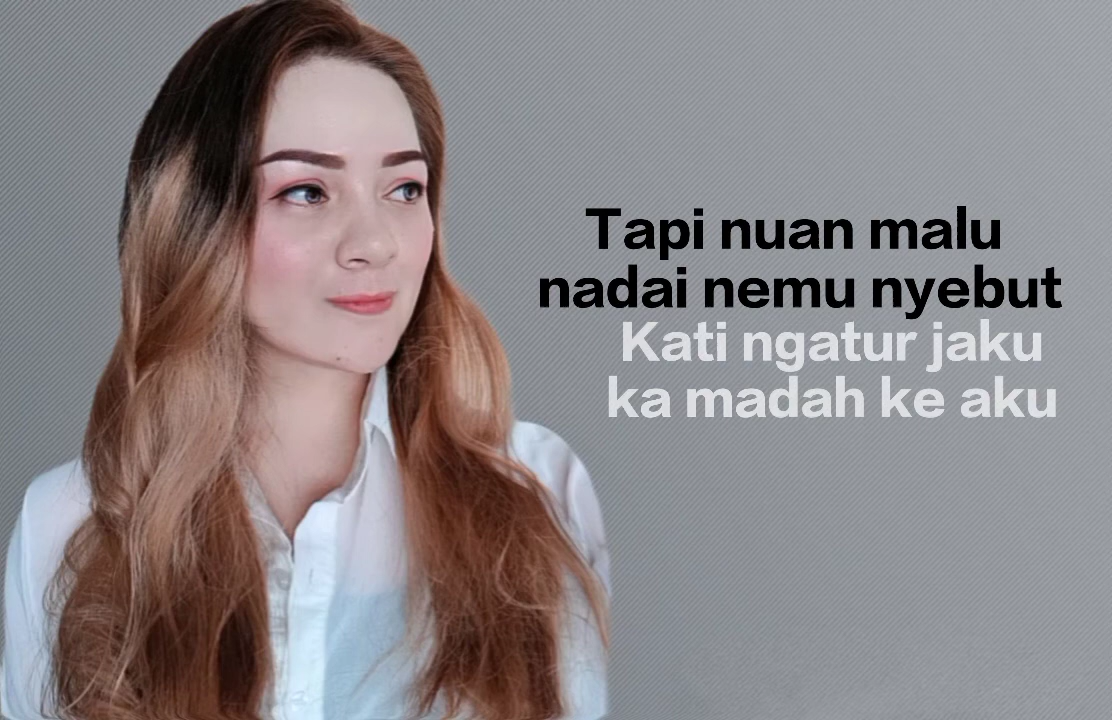 Tapi nuan malu
nadai nemu nyebut
Kati ngatur jaku
ka madah ke aku